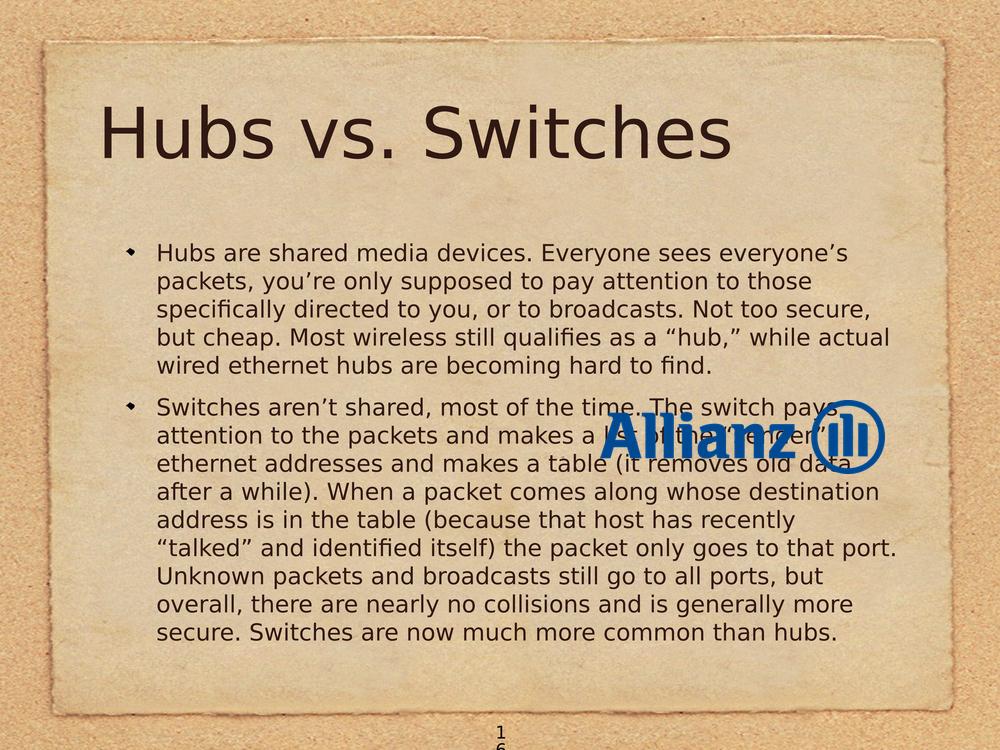 Hubs vs. Switches
Hubs are shared media devices. Everyone sees everyone’s
packets, you’re only supposed to pay attention to those
specifically directed to you, or to broadcasts. Not too secure,
but cheap. Most wireless still qualifies as a “hub,” while actual
wired ethernet hubs are becoming hard to find.
Switches aren’t shared, most of the time. The switch pays
attention to the packets and makes a list of the “sender”
Allianz
ethernet addresses and makes a table (it removes old data
after a while). When a packet comes along whose destination
address is in the table (because that host has recently
“talked” and identified itself) the packet only goes to that port.
Unknown packets and broadcasts still go to all ports, but
overall, there are nearly no collisions and is generally more
secure. Switches are now much more common than hubs.
1
6